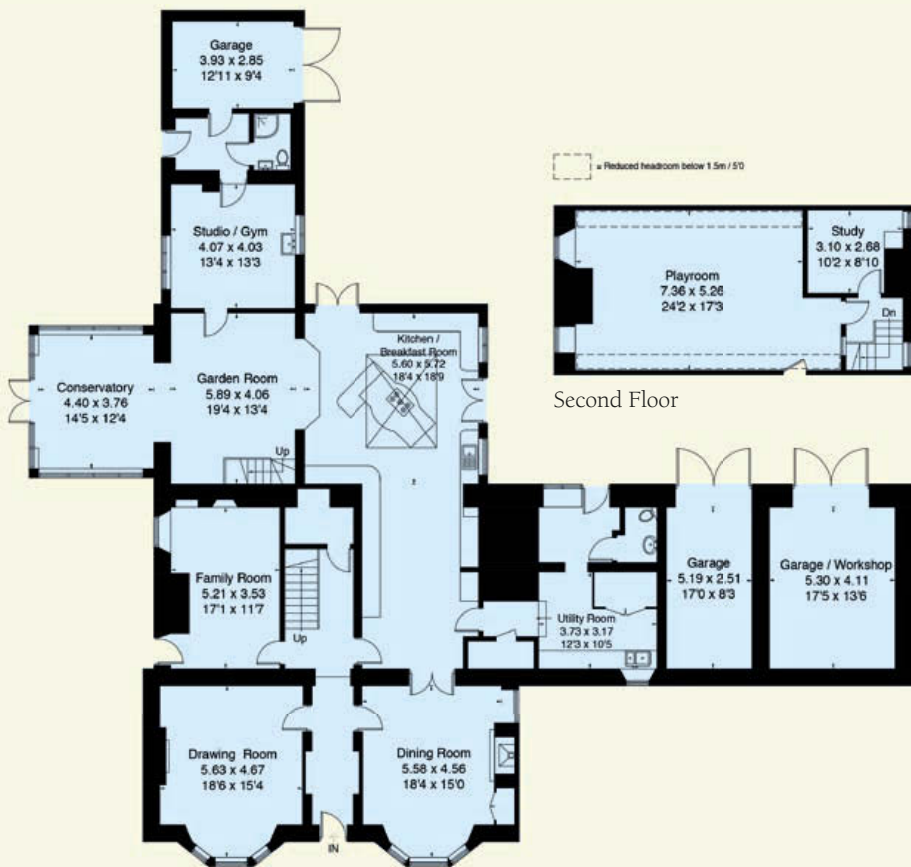 Garage
3.93 x 2.85
12'11 x 9'4
= Reduced headroom below 1.5m / 5'0
Studio / Gym
4.07 x 4.03
13'4 x 13'3
Study
3.10 x 2.68
10'2 x 8'10
Playroom
7.36 x 5.26
24'2 x 17'3
Dn
Second Floor
Kitchen /
Breakfast Room
5.60 x 5.72
18'4 x 18'9
Conservatory
4.40 x 3.76
14'5 x 12'4
Garden Room
5.89 x 4.06
19'4 x 13'4
Up
Family Room
5.21 x 3.53
17'1 x 11'7
Up
Utility Room
3.73 x 3.17
12'3 x 10'5
Garage
5.19 x 2.51
17'0 x 8'3
Garage / Workshop
5.30 x 4.11
17'5 x 13'6
Drawing Room
5.63 x 4.67
18'6 x 15'4
Dining Room
5.58 x 4.56
18'4 x 15'0
IN